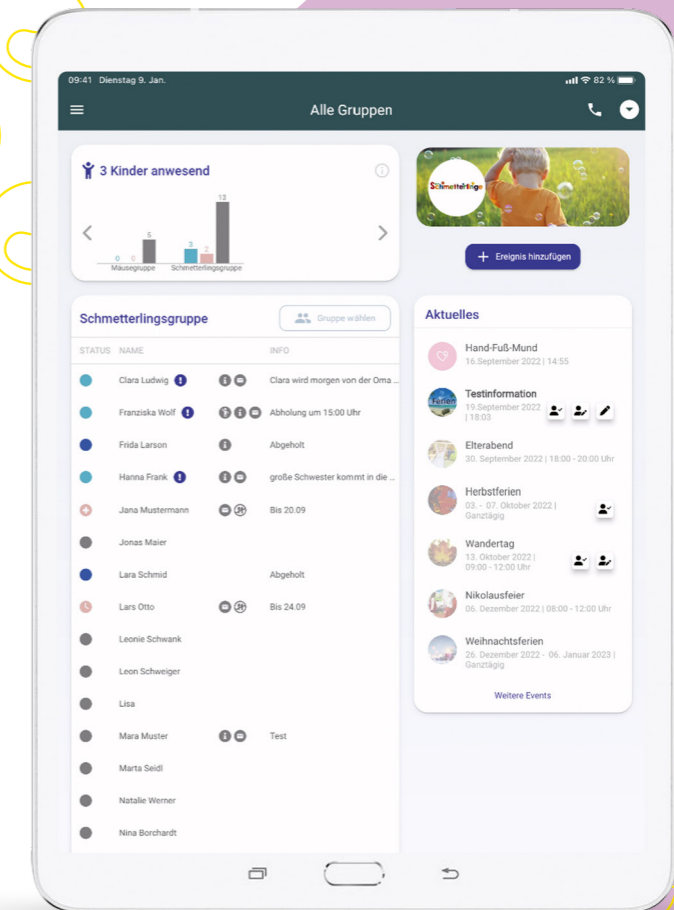 09:41 Dienstag 9. Jan.
82 %
Alle Gruppen
3 Kinder anwesend
13
5
3
2
0 0
Mäusegruppe Schmetterlingsgruppe
Schmetterlinge
Ereignis hinzufügen
Schmetterlingsgruppe
Gruppe wählen
STATUS NAME INFO
Clara Ludwig Clara wird morgen von der Oma ...
Franziska Wolf Abholung um 15:00 Uhr
Frida Larson Abgeholt
Hanna Frank große Schwester kommt in die ...
Jana Mustermann Bis 20.09
Jonas Maier
Lara Schmid Abgeholt
Lars Otto Bis 24.09
Leonie Schwank
Leon Schweiger
Lisa
Mara Muster Test
Marta Seidl
Natalie Werner
Nina Borchardt
Aktuelles
Hand-Fuß-Mund
16.September 2022 | 14:55
Ferien
Testinformation
19.September 2022
| 18:03
Elterabend
30. September 2022 | 18:00 - 20:00 Uhr
Herbstferien
03. - 07. Oktober 2022 |
Ganztägig
Wandertag
13. Oktober 2022 |
09:00 - 12:00 Uhr
Nikolausfeier
06. Dezember 2022 | 08:00 - 12:00 Uhr
Weihnachtsferien
26. Dezember 2022 - 06. Januar 2023 |
Ganztägig
Weitere Events